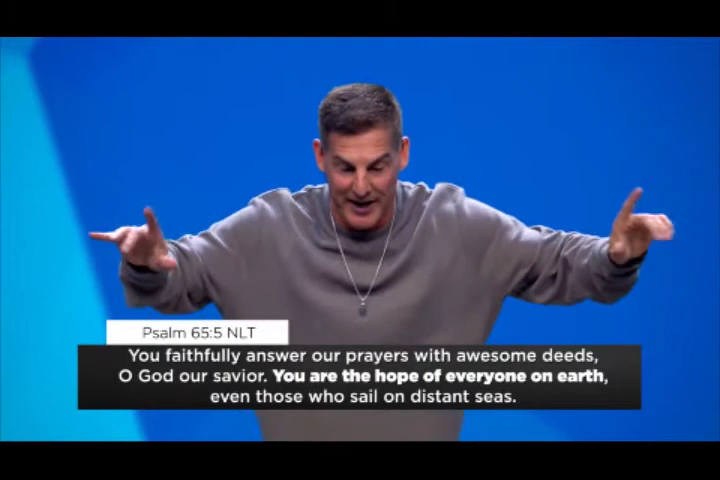 Psalm 65:5 NLT
You faithfully answer our prayers with awesome deeds,
O God our savior. You are the hope of everyone on earth,
even those who sail on distant seas.